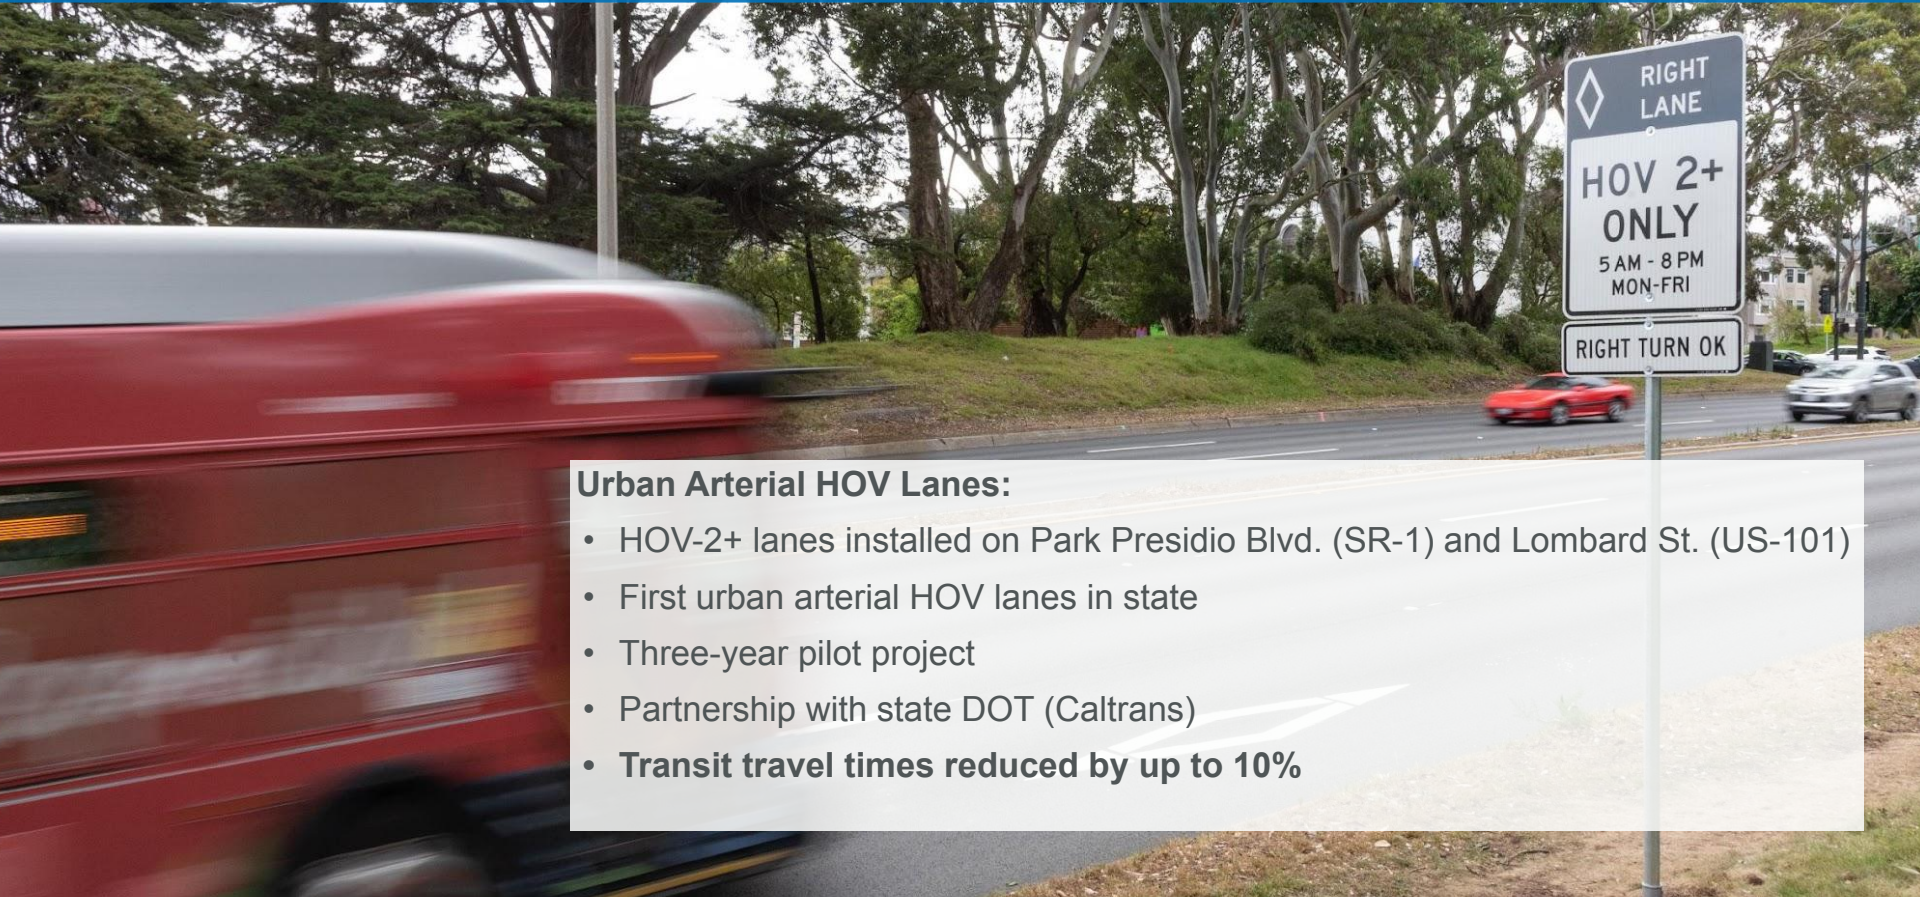 RIGHT
LANE
HOV 2+
ONLY
5 AM - 8 PM
MON-FRI
RIGHT TURN OK
Urban Arterial HOV Lanes:
• HOV-2+ lanes installed on Park Presidio Blvd. (SR-1) and Lombard St. (US-101)
• First urban arterial HOV lanes in state
• Three-year pilot project
• Partnership with state DOT (Caltrans)
• Transit travel times reduced by up to 10%